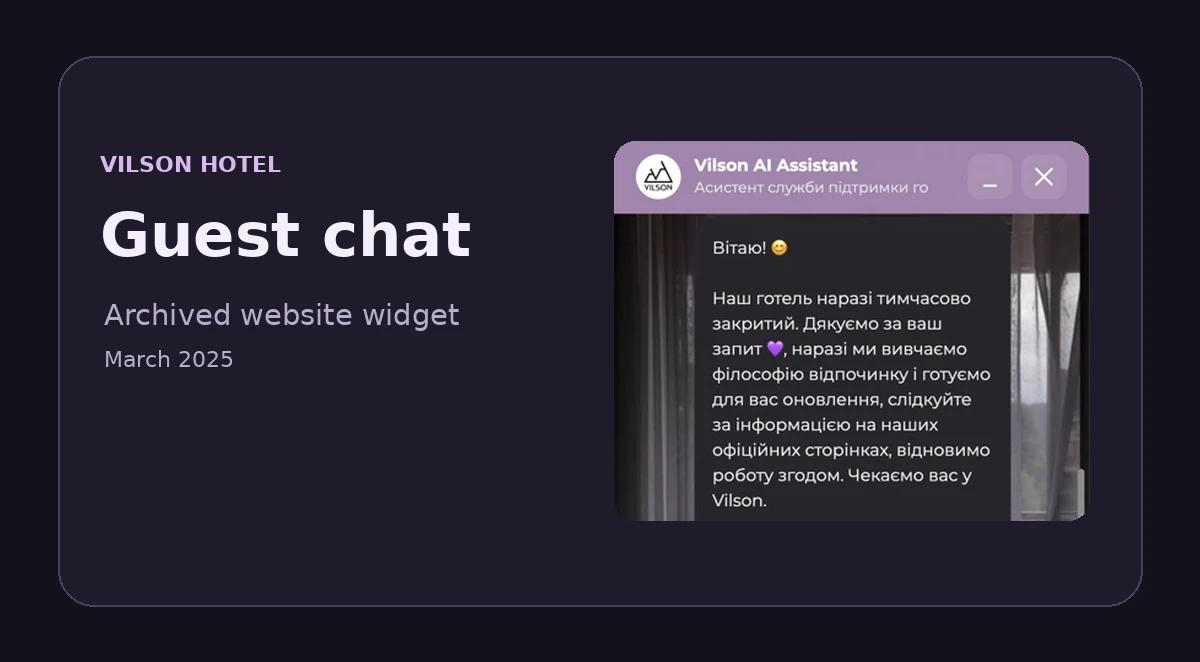 VILSON HOTEL
Guest chat
Archived website widget
March 2025
VILSON
Vilson AI Assistant
Асистент служби підтримки го
Вітаю! 😊
Наш готель наразі тимчасово
закритий. Дякуємо за ваш
запит 💜, наразі ми вивчаємо
філософію відпочинку і готуємо
для вас оновлення, слідкуйте
за інформацією на наших
офіційних сторінках, відновимо
роботу згодом. Чекаємо вас у
Vilson.